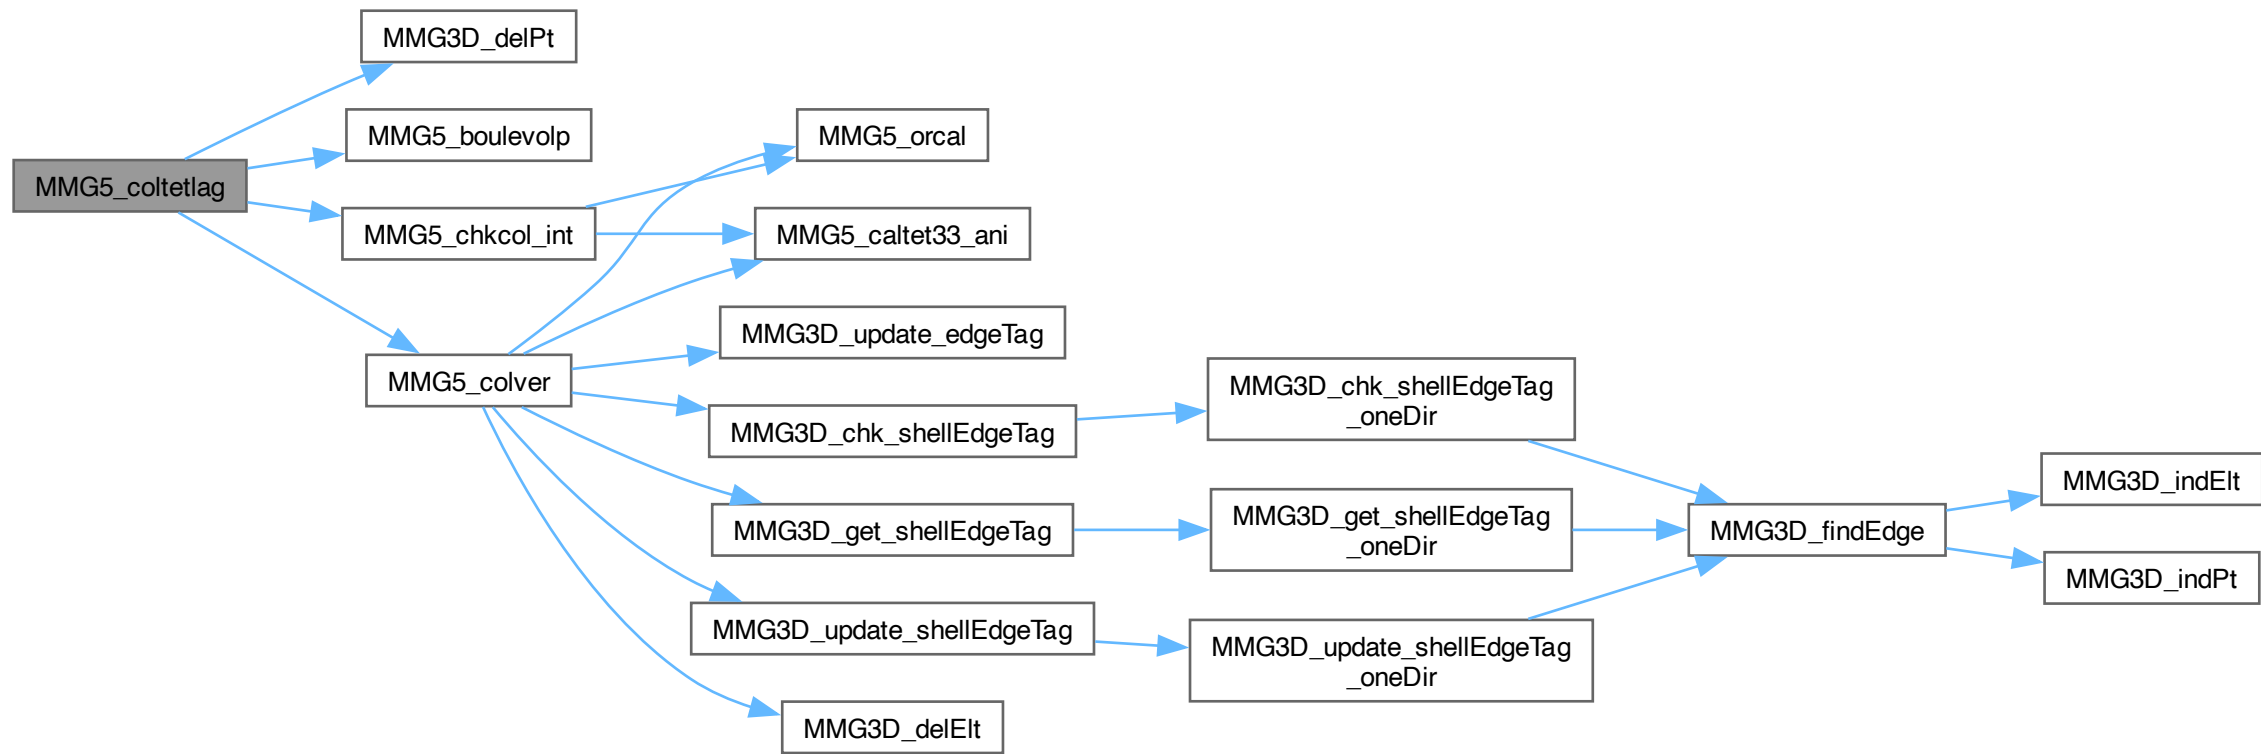 MMG3D_delPt
MMG5_boulevolp
MMG5_orcal
MMG5_coltetlag
MMG5_chkcol_int
MMG5_caltet33_ani
MMG3D_update_edgeTag
MMG5_colver
MMG3D_chk_shellEdgeTag
_oneDir
MMG3D_chk_shellEdgeTag
MMG3D_indElt
MMG3D_get_shellEdgeTag
MMG3D_get_shellEdgeTag
_oneDir
MMG3D_findEdge
MMG3D_indPt
MMG3D_update_shellEdgeTag
MMG3D_update_shellEdgeTag
_oneDir
MMG3D_delElt